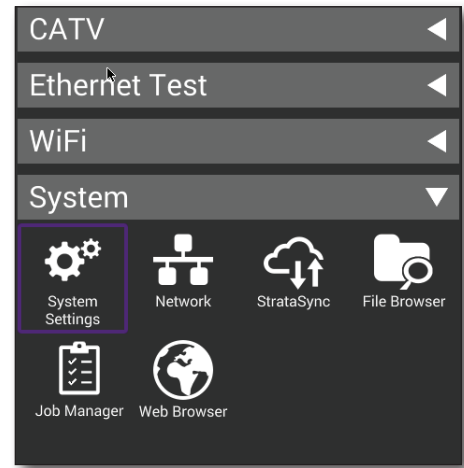 CATV
Ethernet Test
WiFi
System
System
Settings
Network
StrataSync
File Browser
Job Manager
Web Browser